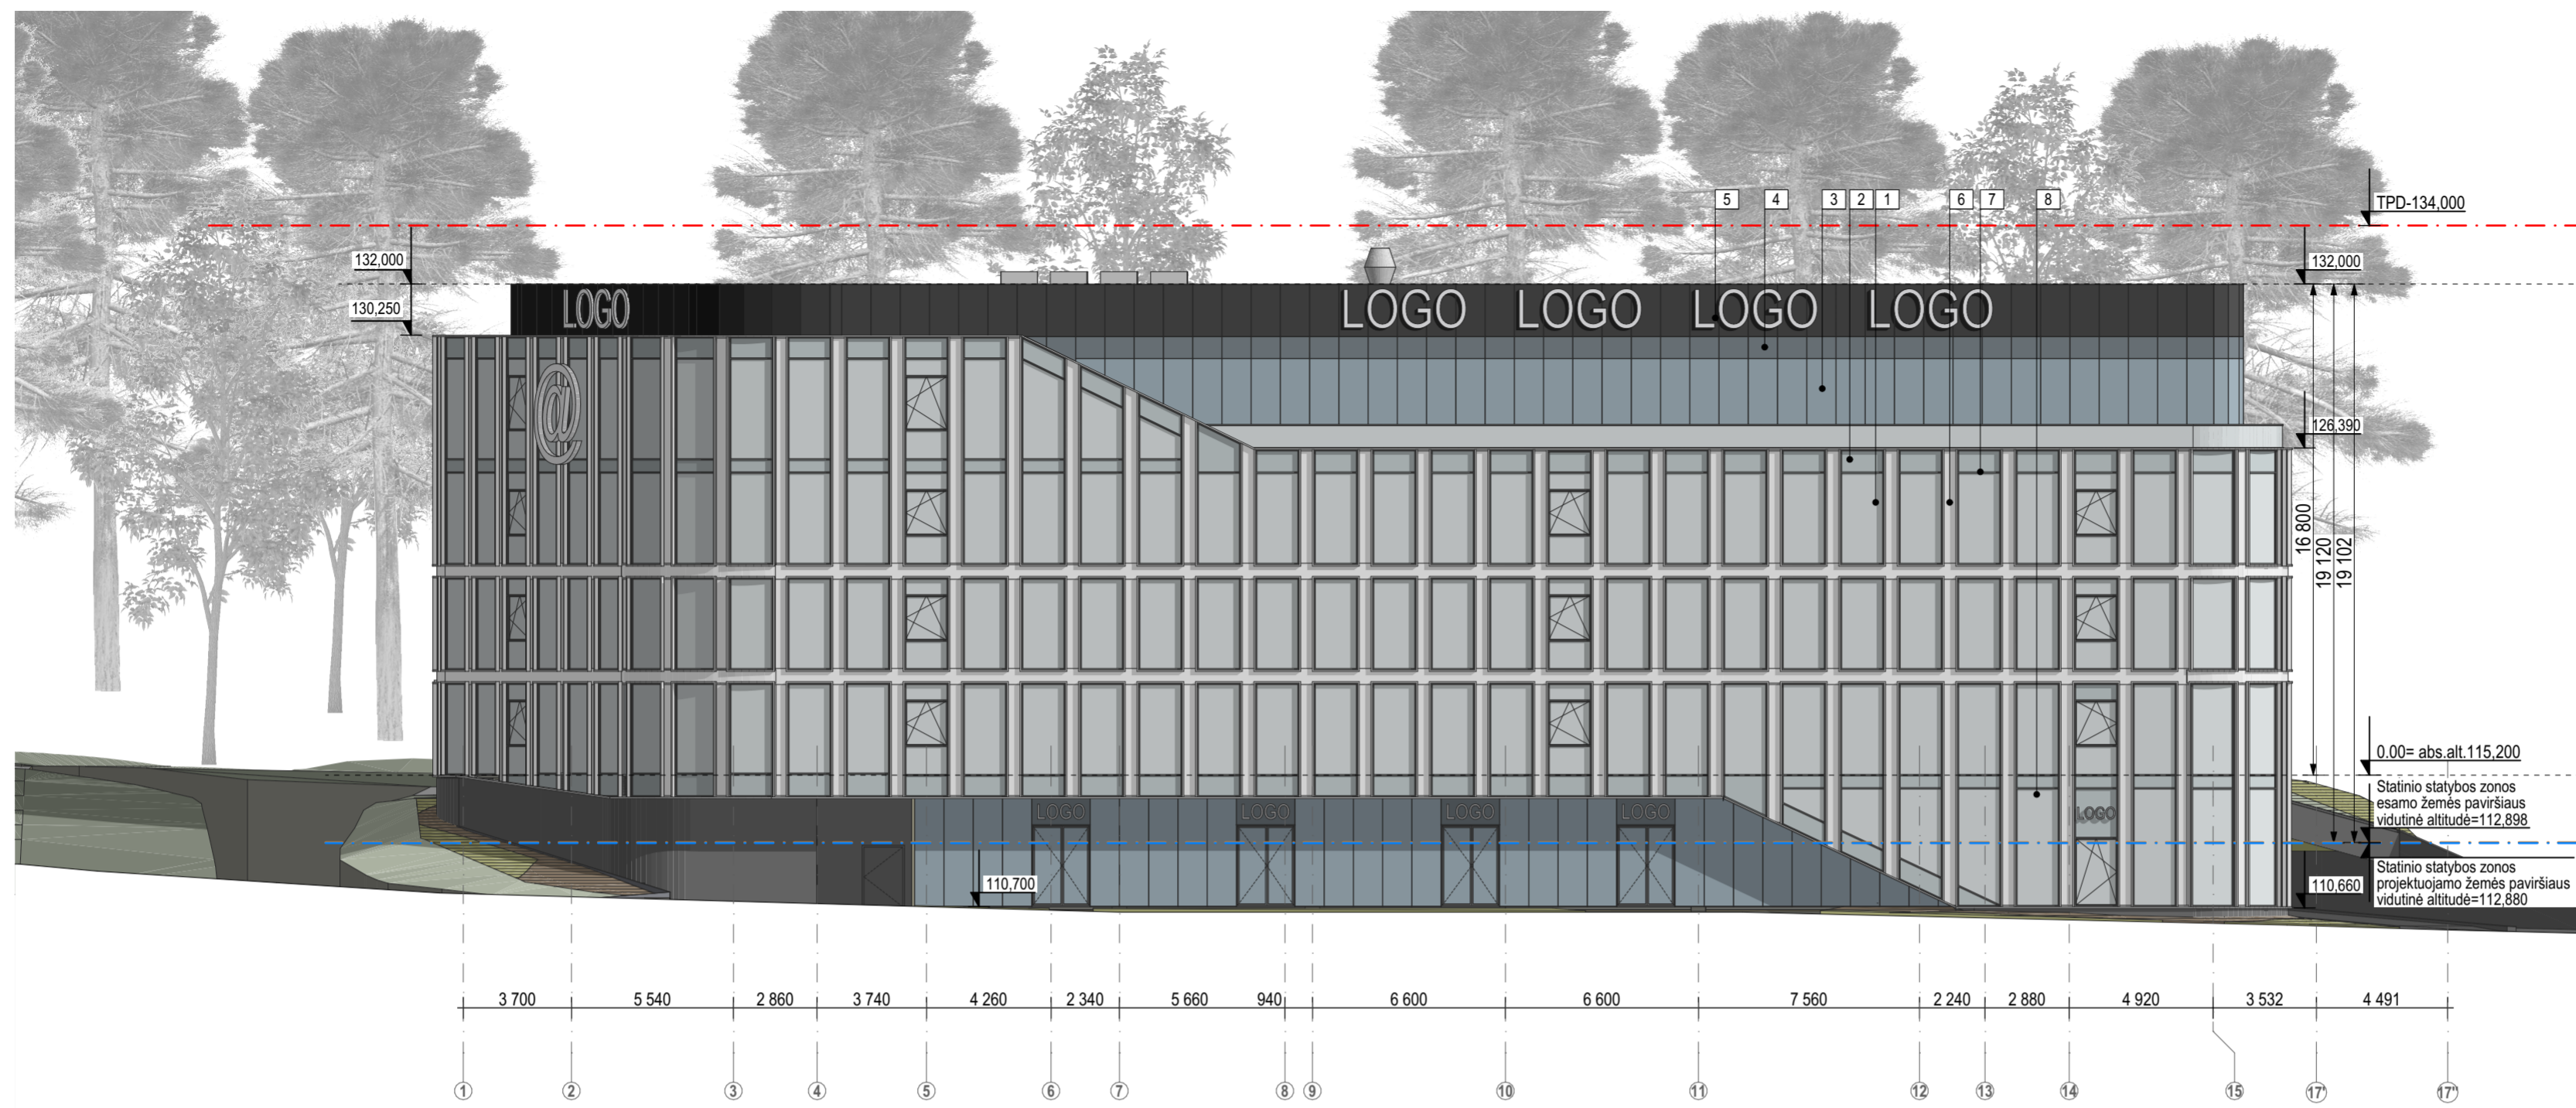 5 4 3 2 1 6 7 8
TPD-134,000
132,000
132,000
130,250
LOGO
LOGO LOGO LOGO LOGO
@
126,390
16 800
19 120
19 102
0.00= abs.alt.115,200
Statinio statybos zonos
esamo žemės paviršiaus
vidutinė altitudė=112,898
LOGO LOGO LOGO LOGO LOGO
Statinio statybos zonos
projektuojamo žemės paviršiaus
vidutinė altitudė=112,880
110,700
110,660
3 700 5 540 2 860 3 740 4 260 2 340 5 660 940 6 600 6 600 7 560 2 240 2 880 4 920 3 532 4 491
1 2 3 4 5 6 7 8 9 10 11 12 13 14 15 17' 17"